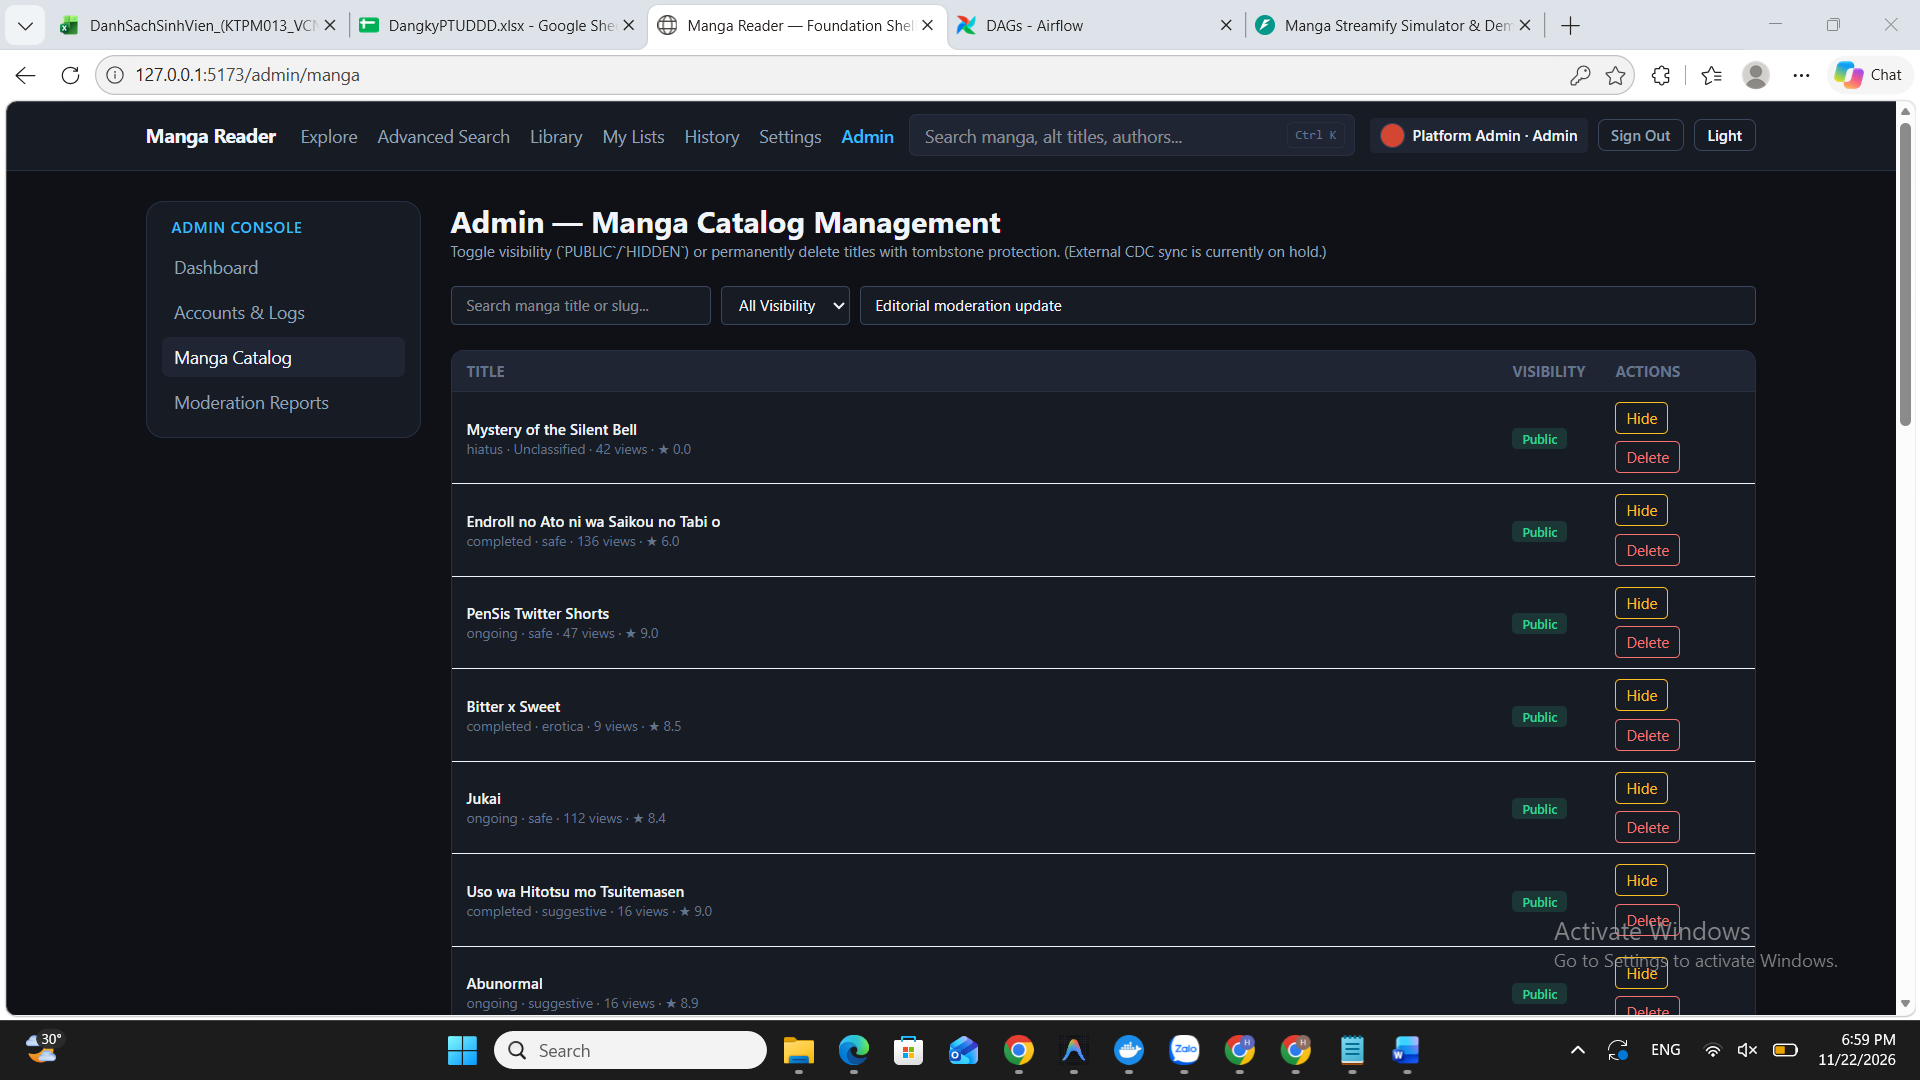 DanhSachSinhVien_(KTPM013_VCN
DangkyPTUDDD.xlsx - Google She
Manga Reader — Foundation Shel
DAGs - Airflow
Manga Streamify Simulator & Dem
127.0.0.1:5173/admin/manga
Chat
Manga Reader
Explore
Advanced Search
Library
My Lists
History
Settings
Admin
Search manga, alt titles, authors...
Ctrl K
Platform Admin · Admin
Sign Out
Light
ADMIN CONSOLE
Dashboard
Accounts & Logs
Manga Catalog
Moderation Reports
Admin — Manga Catalog Management
Toggle visibility (`PUBLIC`/`HIDDEN`) or permanently delete titles with tombstone protection. (External CDC sync is currently on hold.)
Search manga title or slug...
All Visibility
Editorial moderation update
TITLE
VISIBILITY
ACTIONS
Mystery of the Silent Bell
hiatus · Unclassified · 42 views · ★ 0.0
Public
Hide
Delete
Endroll no Ato ni wa Saikou no Tabi o
completed · safe · 136 views · ★ 6.0
Public
Hide
Delete
PenSis Twitter Shorts
ongoing · safe · 47 views · ★ 9.0
Public
Hide
Delete
Bitter x Sweet
completed · erotica · 9 views · ★ 8.5
Public
Hide
Delete
Jukai
ongoing · safe · 112 views · ★ 8.4
Public
Hide
Delete
Uso wa Hitotsu mo Tsuitemasen
completed · suggestive · 16 views · ★ 9.0
Public
Hide
Delete
Abunormal
ongoing · suggestive · 16 views · ★ 8.9
Public
Hide
Delete
Activate Windows
Go to Settings to activate Windows.
30°
Search
Zalo
ENG
6:59 PM
11/22/2026